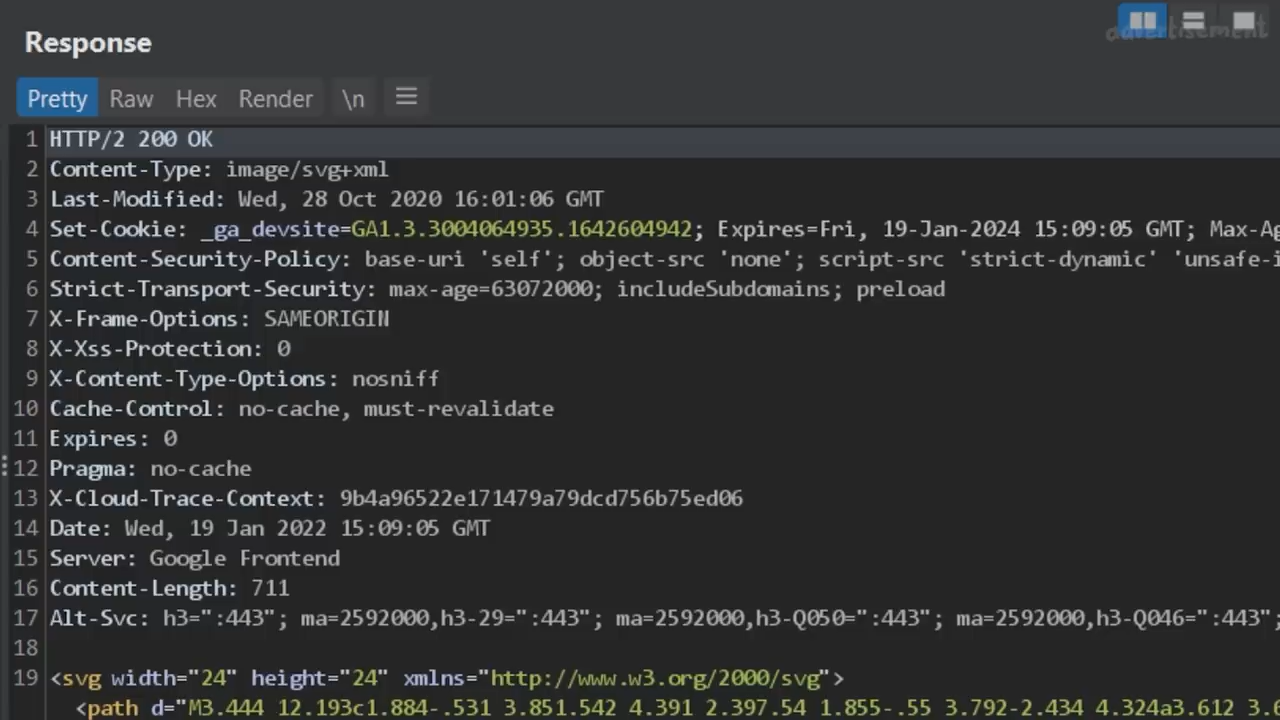 advertisement
Response
Pretty Raw Hex Render \n
1 HTTP/2 200 OK
2 Content-Type: image/svg+xml
3 Last-Modified: Wed, 28 Oct 2020 16:01:06 GMT
4 Set-Cookie: _ga_devsite=GA1.3.3004064935.1642604942; Expires=Fri, 19-Jan-2024 15:09:05 GMT; Max-Ag
5 Content-Security-Policy: base-uri 'self'; object-src 'none'; script-src 'strict-dynamic' 'unsafe-i
6 Strict-Transport-Security: max-age=63072000; includeSubdomains; preload
7 X-Frame-Options: SAMEORIGIN
8 X-Xss-Protection: 0
9 X-Content-Type-Options: nosniff
10 Cache-Control: no-cache, must-revalidate
11 Expires: 0
12 Pragma: no-cache
13 X-Cloud-Trace-Context: 9b4a96522e171479a79dcd756b75ed06
14 Date: Wed, 19 Jan 2022 15:09:05 GMT
15 Server: Google Frontend
16 Content-Length: 711
17 Alt-Svc: h3=":443"; ma=2592000,h3-29=":443"; ma=2592000,h3-Q050=":443"; ma=2592000,h3-Q046=":443";
18
19 <svg width="24" height="24" xmlns="http://www.w3.org/2000/svg">
<path d="M3.444 12.193c1.884-.531 3.851.542 4.391 2.397.54 1.855-.55 3.792-2.434 4.324a3.612 3.6